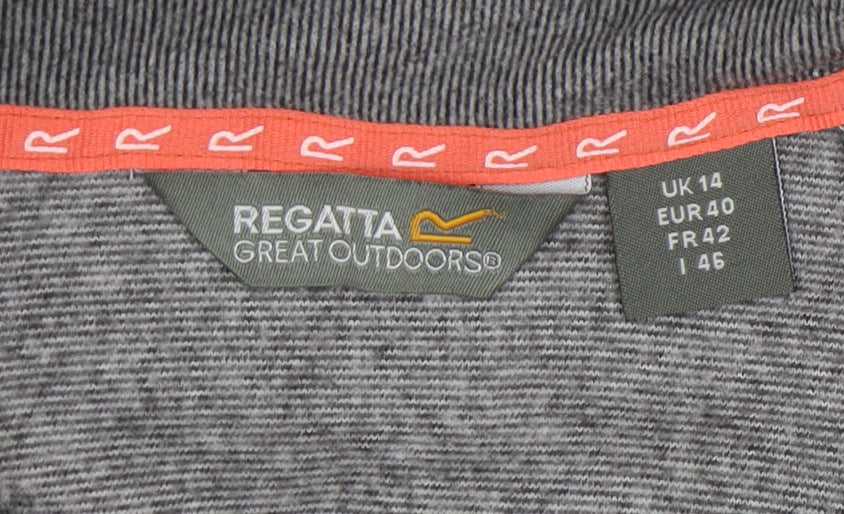 R R R R R R R R R
REGATTA
GREAT OUTDOORS®
UK 14
EUR 40
FR 42
I 46